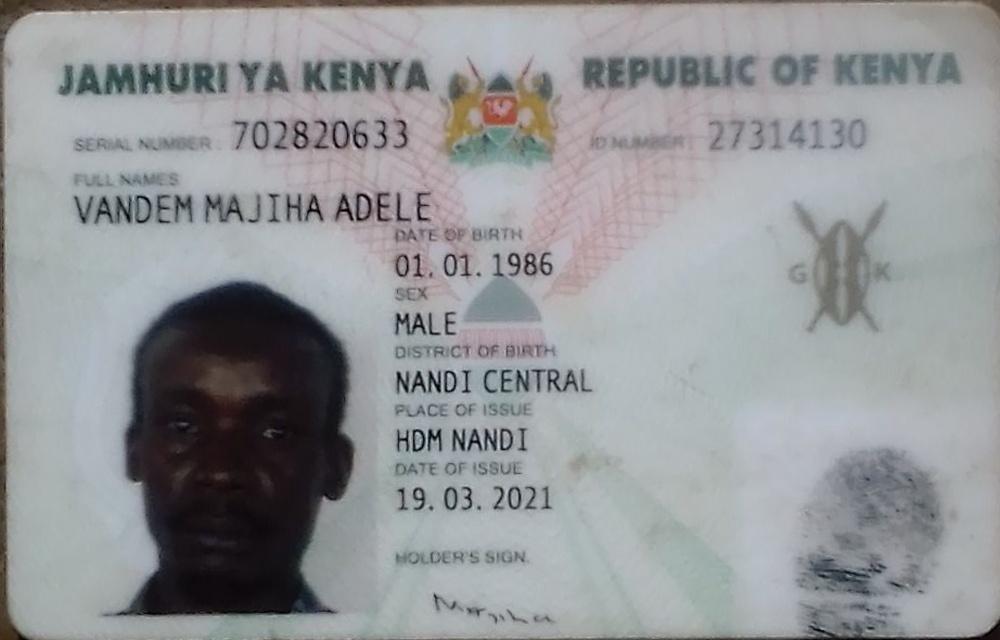 JAMHURI YA KENYA REPUBLIC OF KENYA
SERIAL NUMBER : 702820633 ID NUMBER : 27314130
FULL NAMES
VANDEM MAJIHA ADELE
DATE OF BIRTH
01. 01. 1986
SEX
MALE
DISTRICT OF BIRTH
NANDI CENTRAL
PLACE OF ISSUE
HDM NANDI
DATE OF ISSUE
19. 03. 2021
HOLDER'S SIGN.
Majiha
G K